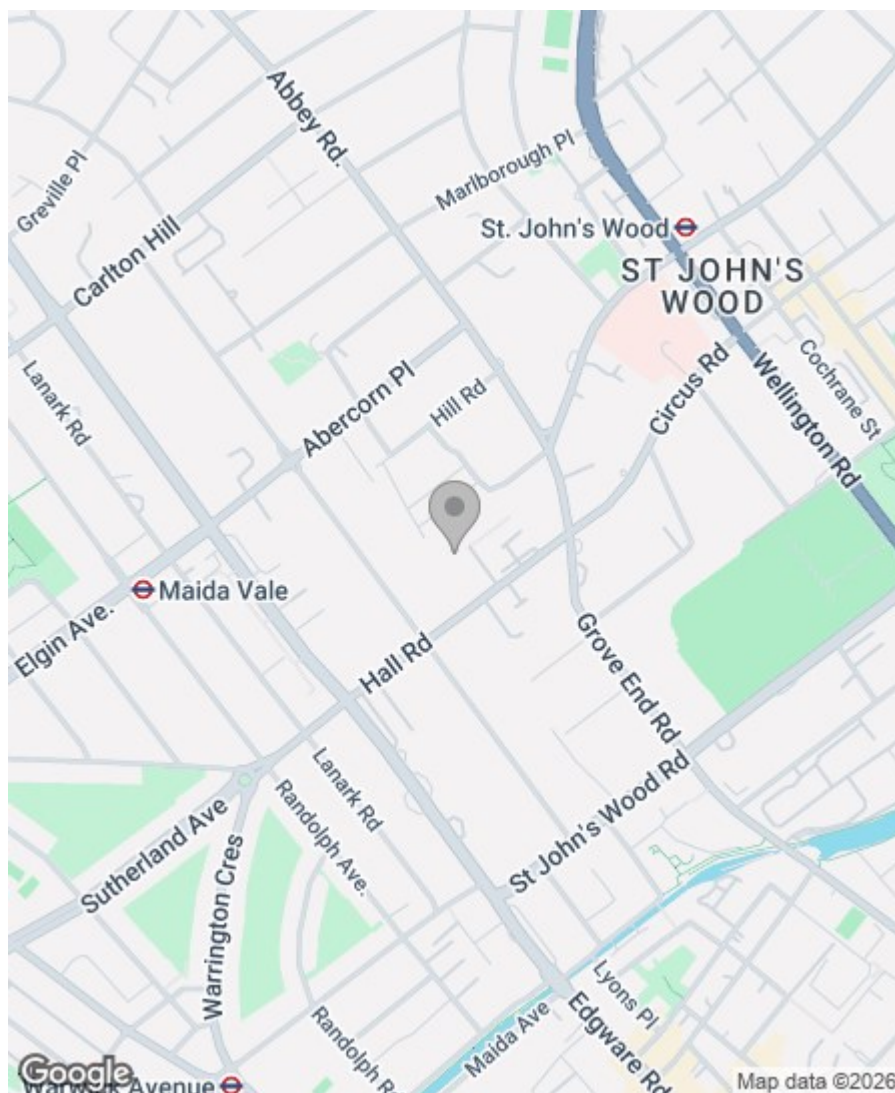 Abbey Rd.
Greville Pl
Marlborough Pl
Carlton Hill
St. John's Wood
ST JOHN'S
WOOD
Lanark Rd
Abercorn Pl
Hill Rd
Circus Rd
Cochrane St
Wellington Rd
Maida Vale
Elgin Ave.
Hall Rd
Grove End Rd
Lanark Rd
Randolph Ave.
Sutherland Ave
Warrington Cres
St John's Wood Rd
Lyons Pl
Maida Ave
Edgware Rd
Randolph Rd
Google
Warwick Avenue
Map data ©2026